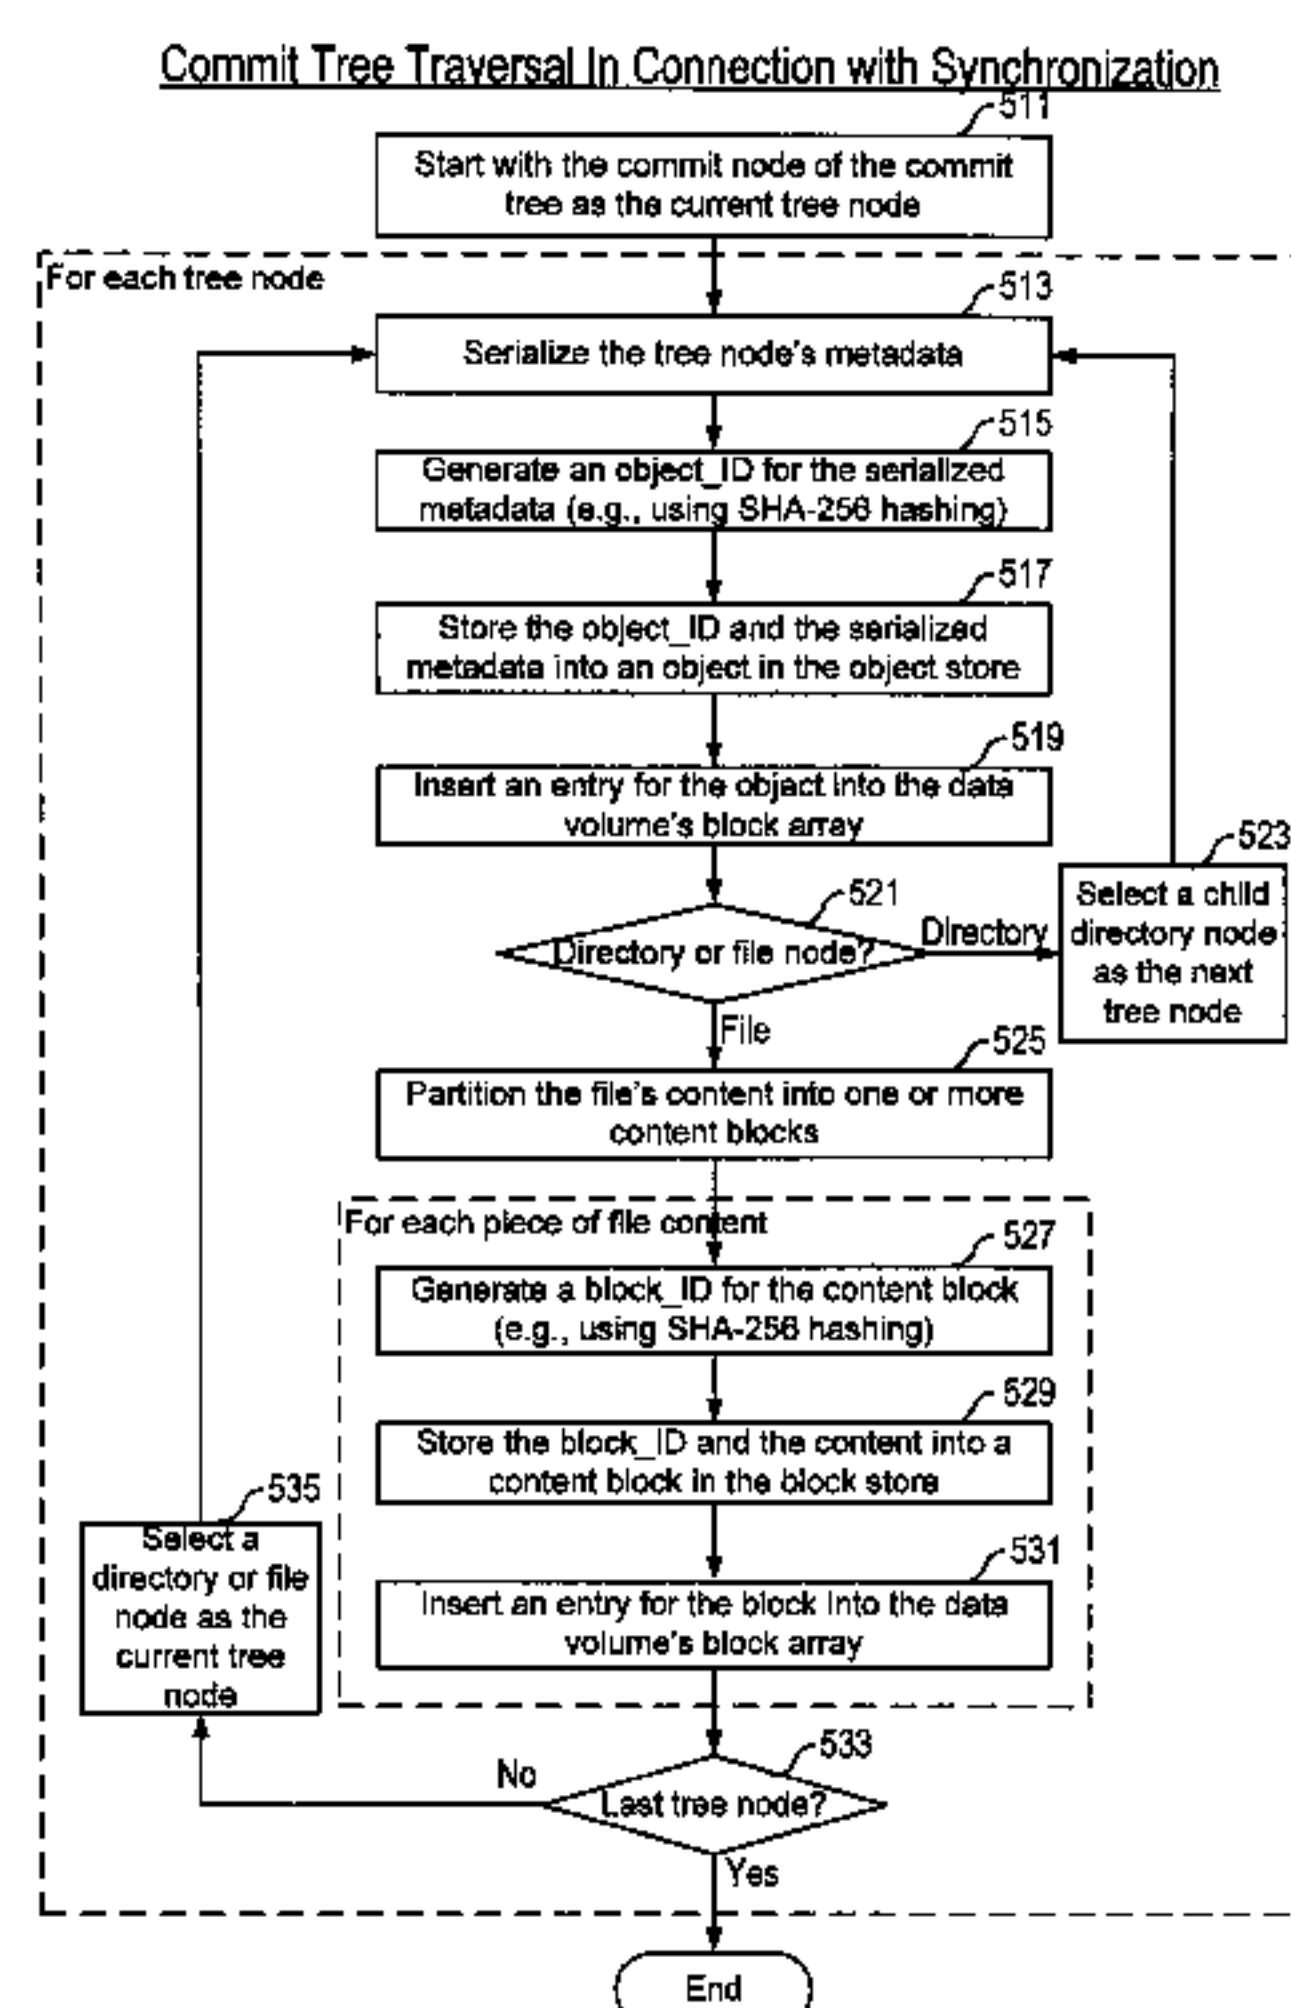 Commit Tree Traversal In Connection with Synchronization
511
Start with the commit node of the commit
tree as the current tree node
For each tree node
513
Serialize the tree node's metadata
515
Generate an object_ID for the serialized
metadata (e.g., using SHA-256 hashing)
517
Store the object_ID and the serialized
metadata into an object in the object store
519
Insert an entry for the object into the data
volume's block array
523
Select a child
directory node
as the next
tree node
521
Directory or file node?
Directory
File
525
Partition the file's content into one or more
content blocks
For each piece of file content
527
Generate a block_ID for the content block
(e.g., using SHA-256 hashing)
529
Store the block_ID and the content into a
content block in the block store
531
Insert an entry for the block into the data
volume's block array
535
Select a
directory or file
node as the
current tree
node
533
Last tree node?
No
Yes
End